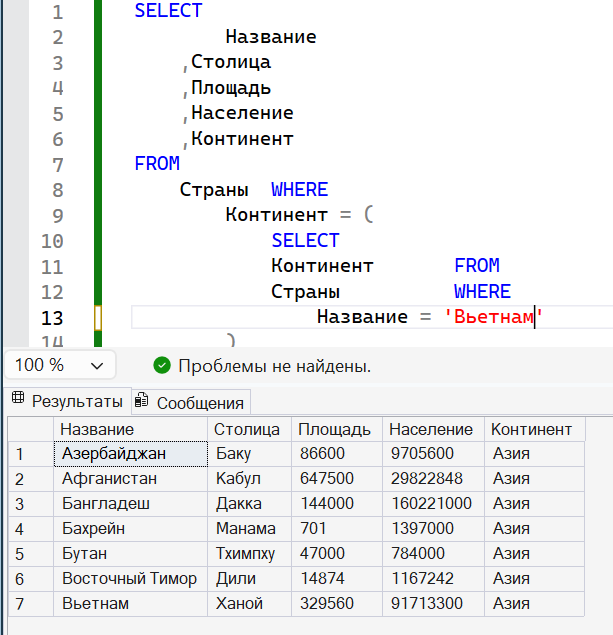 1 SELECT
2 Название
3 ,Столица
4 ,Площадь
5 ,Население
6 ,Континент
7 FROM
8 Страны WHERE
9 Континент = (
10 SELECT
11 Континент FROM
12 Страны WHERE
13 Название = 'Вьетнам'
14 )
100 % Проблемы не найдены.
Результаты Сообщения
Название Столица Площадь Население Континент
1 Азербайджан Баку 86600 9705600 Азия
2 Афганистан Кабул 647500 29822848 Азия
3 Бангладеш Дакка 144000 160221000 Азия
4 Бахрейн Манама 701 1397000 Азия
5 Бутан Тхимпху 47000 784000 Азия
6 Восточный Тимор Дили 14874 1167242 Азия
7 Вьетнам Ханой 329560 91713300 Азия